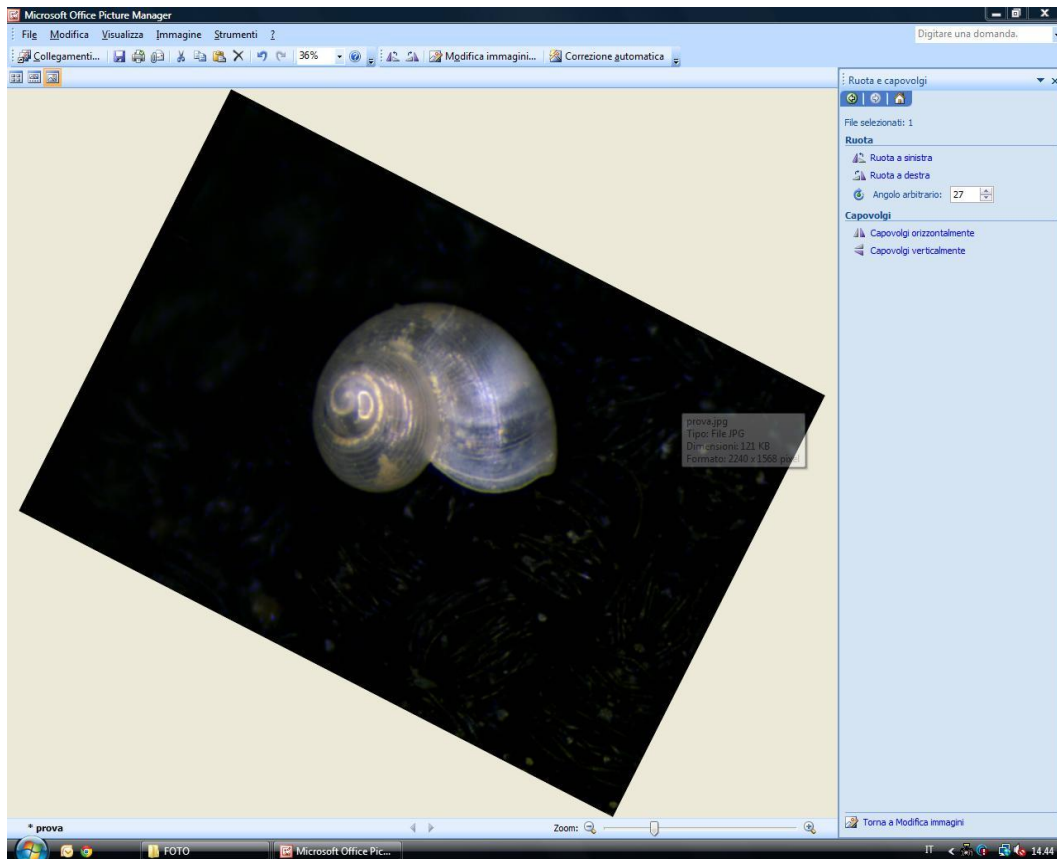 Microsoft Office Picture Manager
File Modifica Visualizza Immagine Strumenti ?
Digitare una domanda.
Collegamenti... 36% Modifica immagini... Correzione automatica
Ruota e capovolgi
File selezionati: 1
Ruota
Ruota a sinistra
Ruota a destra
Angolo arbitrario: 27
Capovolgi
Capovolgi orizzontalmente
Capovolgi verticalmente
prova.jpg
Tipo: File JPG
Dimensioni: 121 KB
Formato: 2240 x 1568 pixel
Torna a Modifica immagini
* prova Zoom:
FOTO Microsoft Office Pic... IT 14.44